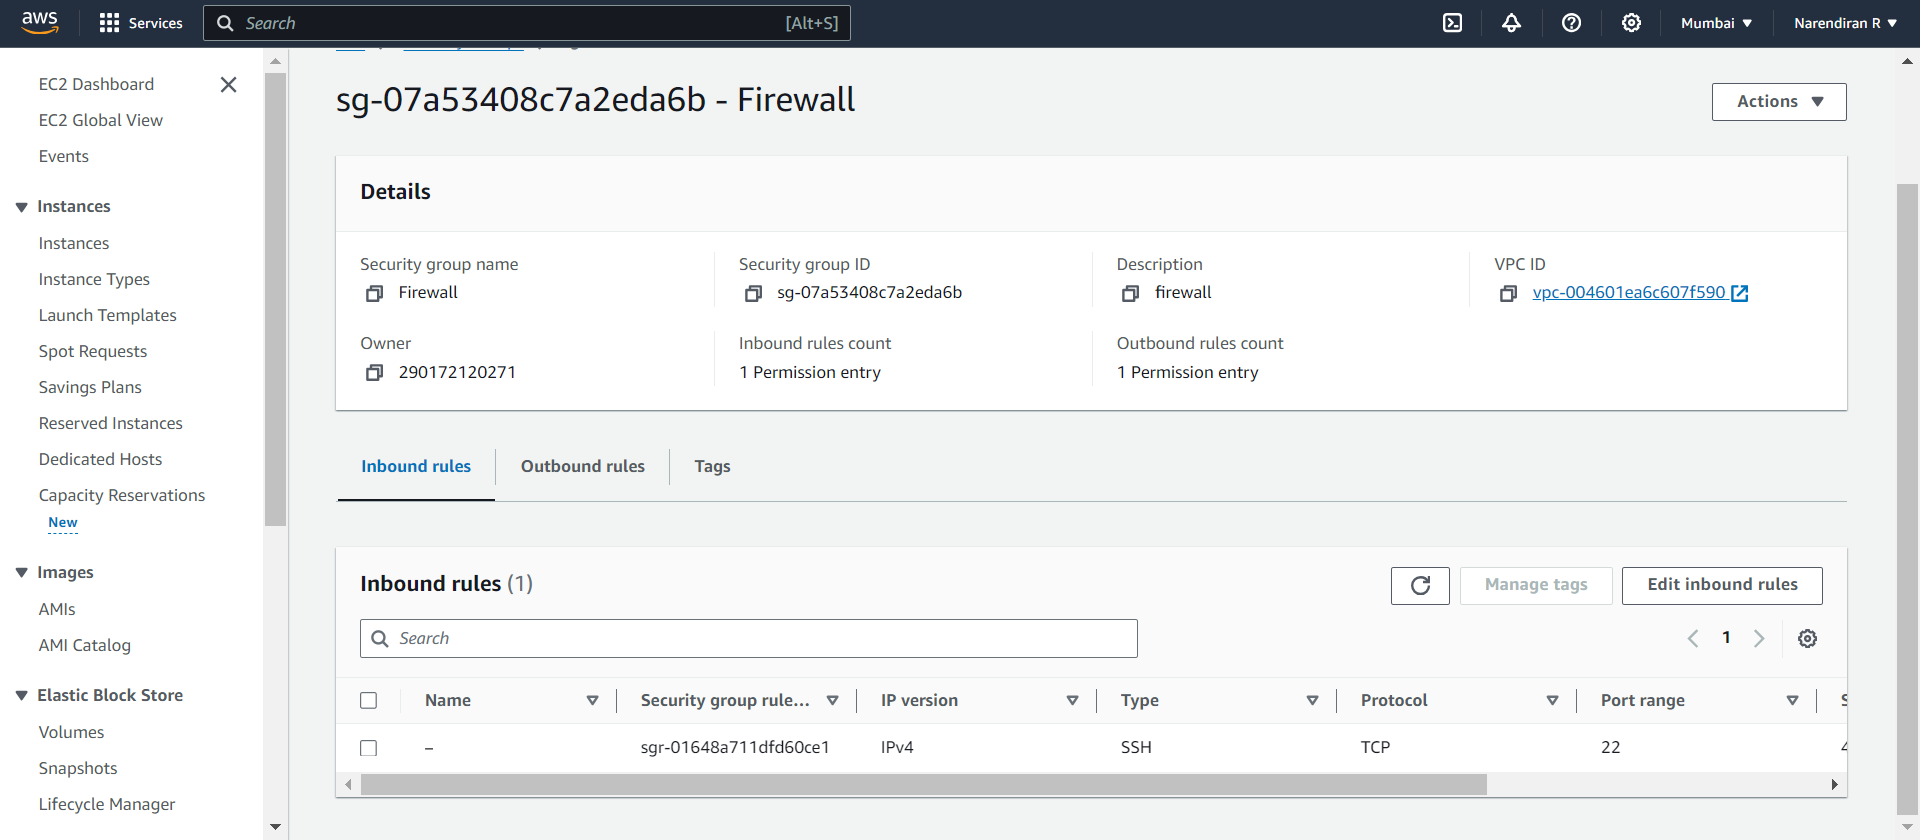 aws Services Search [Alt+S] Mumbai Narendiran R
EC2 Dashboard
EC2 Global View
Events
Instances
Instances
Instance Types
Launch Templates
Spot Requests
Savings Plans
Reserved Instances
Dedicated Hosts
Capacity Reservations
New
Images
AMIs
AMI Catalog
Elastic Block Store
Volumes
Snapshots
Lifecycle Manager
sg-07a53408c7a2eda6b - Firewall
Actions
Details
Security group name Security group ID Description VPC ID
Firewall sg-07a53408c7a2eda6b firewall vpc-004601ea6c607f590
Owner Inbound rules count Outbound rules count
290172120271 1 Permission entry 1 Permission entry
Inbound rules Outbound rules Tags
Inbound rules (1) Manage tags Edit inbound rules
Search 1
Name Security group rule... IP version Type Protocol Port range
– sgr-01648a711dfd60ce1 IPv4 SSH TCP 22